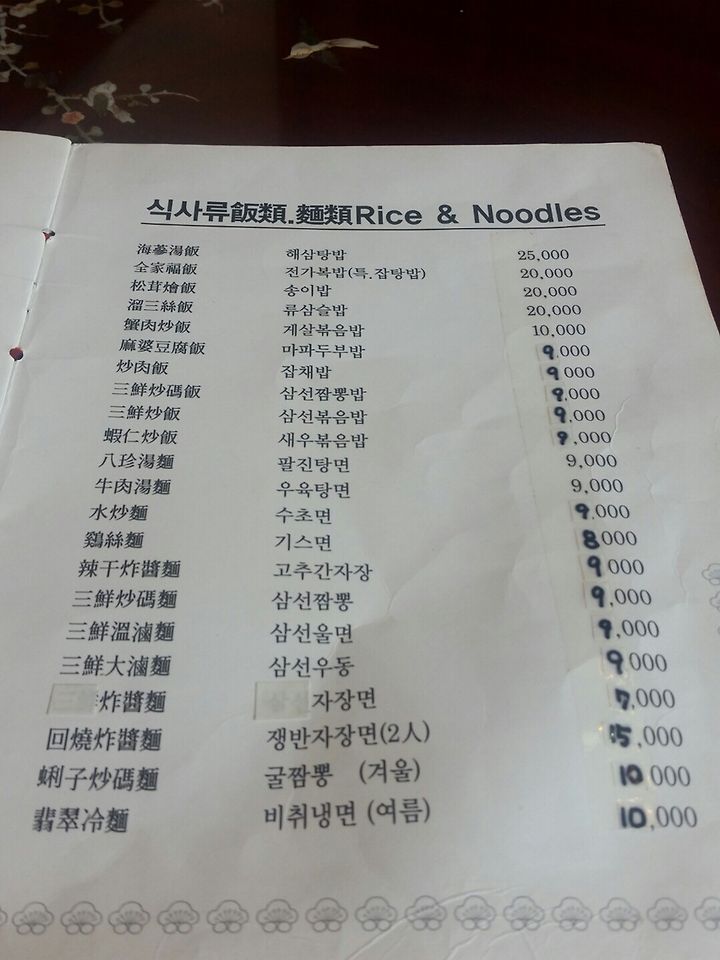 식사류飯類.麵類Rice & Noodles
海蔘湯飯 해삼탕밥 25,000
全家福飯 전가복밥(특.잡탕밥) 20,000
松茸燴飯 송이밥 20,000
溜三絲飯 류삼슬밥 20,000
蟹肉炒飯 게살볶음밥 10,000
麻婆豆腐飯 마파두부밥 9.000
炒肉飯 잡채밥 9 000
三鮮炒碼飯 삼선짬뽕밥 9,000
三鮮炒飯 삼선볶음밥 9,000
蝦仁炒飯 새우볶음밥 9,000
八珍湯麵 팔진탕면 9,000
牛肉湯麵 우육탕면 9,000
水炒麵 수초면 9.000
鷄絲麵 기스면 8000
辣干炸醬麵 고추간자장 9000
三鮮炒碼麵 삼선짬뽕 9,000
三鮮溫滷麵 삼선울면 9,000
三鮮大滷麵 삼선우동 9000
炸醬麵 자장면 7,000
回燒炸醬麵 쟁반자장면(2人) 15,000
蜊子炒碼麵 굴짬뽕 (겨울) 10 000
翡翠冷麵 비취냉면 (여름) 10,000